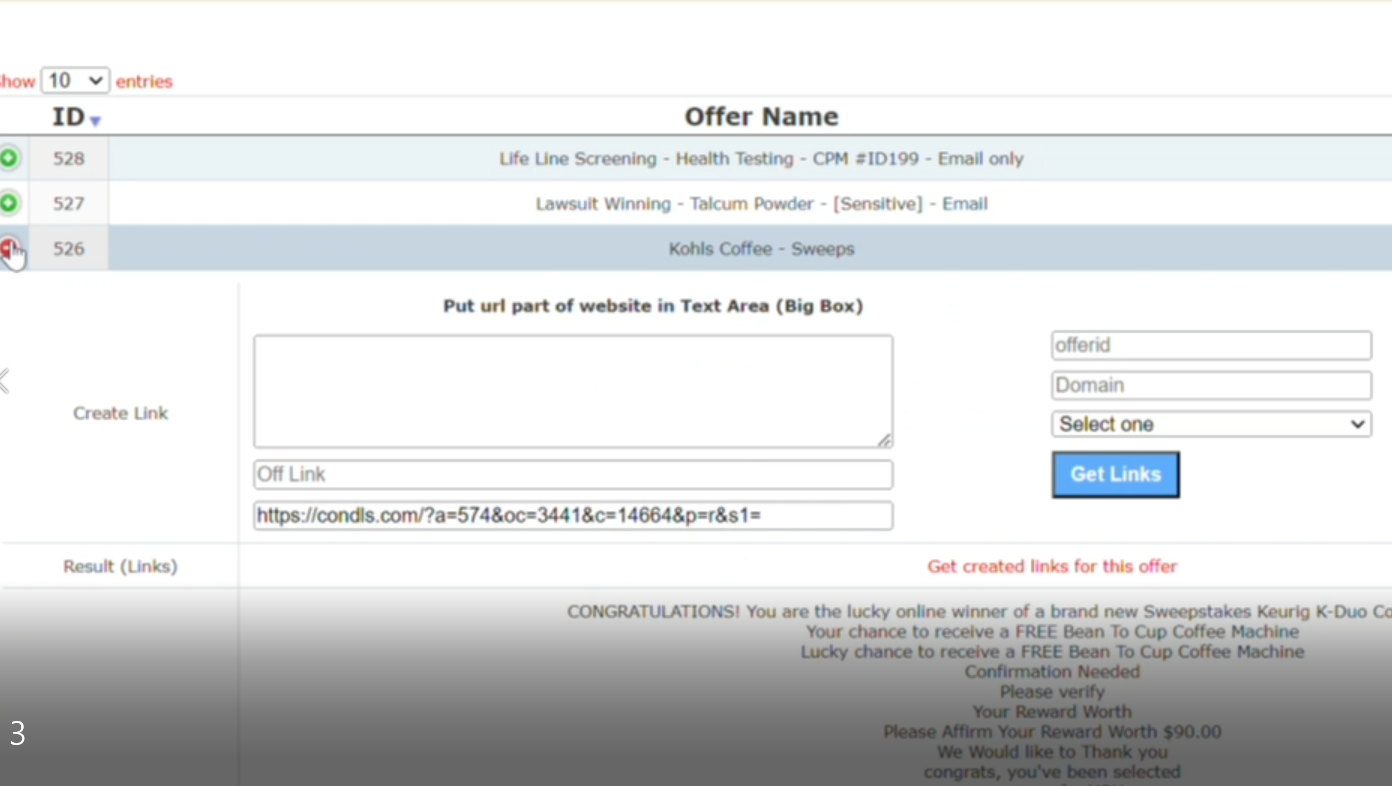 Show 10 entries
ID Offer Name
528 Life Line Screening - Health Testing - CPM #ID199 - Email only
527 Lawsuit Winning - Talcum Powder - [Sensitive] - Email
526 Kohls Coffee - Sweeps
Put url part of website in Text Area (Big Box)
offerid
Domain
Create Link
Select one
Off Link
Get Links
https://condls.com/?a=574&oc=3441&c=14664&p=r&s1=
Result (Links) Get created links for this offer
CONGRATULATIONS! You are the lucky online winner of a brand new Sweepstakes Keurig K-Duo Co
Your chance to receive a FREE Bean To Cup Coffee Machine
Lucky chance to receive a FREE Bean To Cup Coffee Machine
Confirmation Needed
Please verify
Your Reward Worth
Please Affirm Your Reward Worth $90.00
We Would like to Thank you
congrats, you've been selected
3